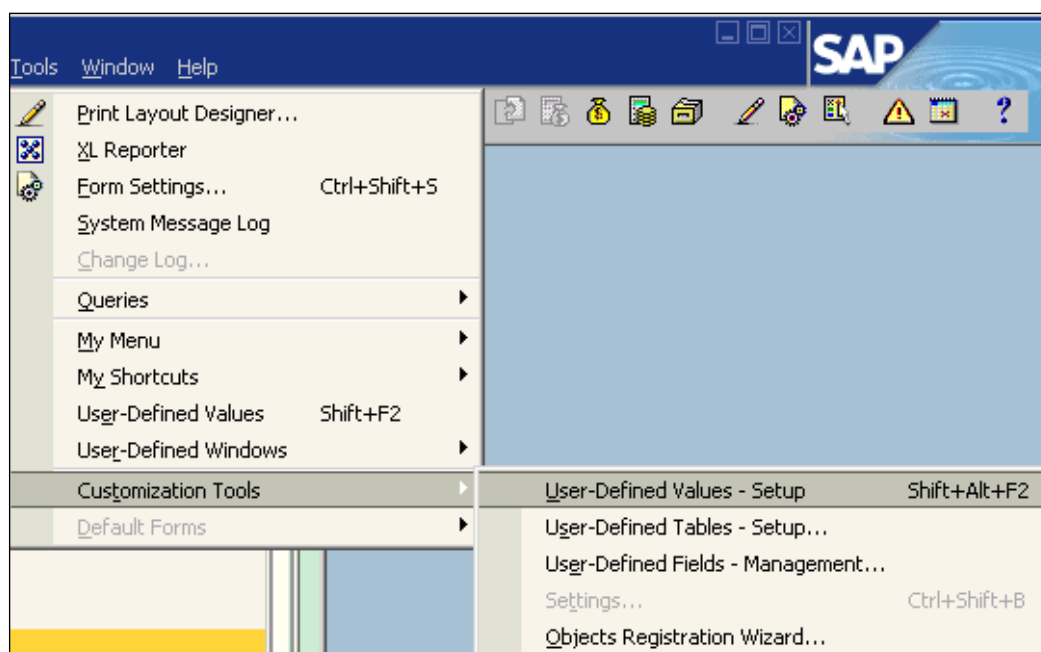 SAP
Tools Window Help
Print Layout Designer...
XL Reporter
Form Settings... Ctrl+Shift+S
System Message Log
Change Log...
Queries
My Menu
My Shortcuts
User-Defined Values Shift+F2
User-Defined Windows
Customization Tools
Default Forms
User-Defined Values - Setup Shift+Alt+F2
User-Defined Tables - Setup...
User-Defined Fields - Management...
Settings... Ctrl+Shift+B
Objects Registration Wizard...